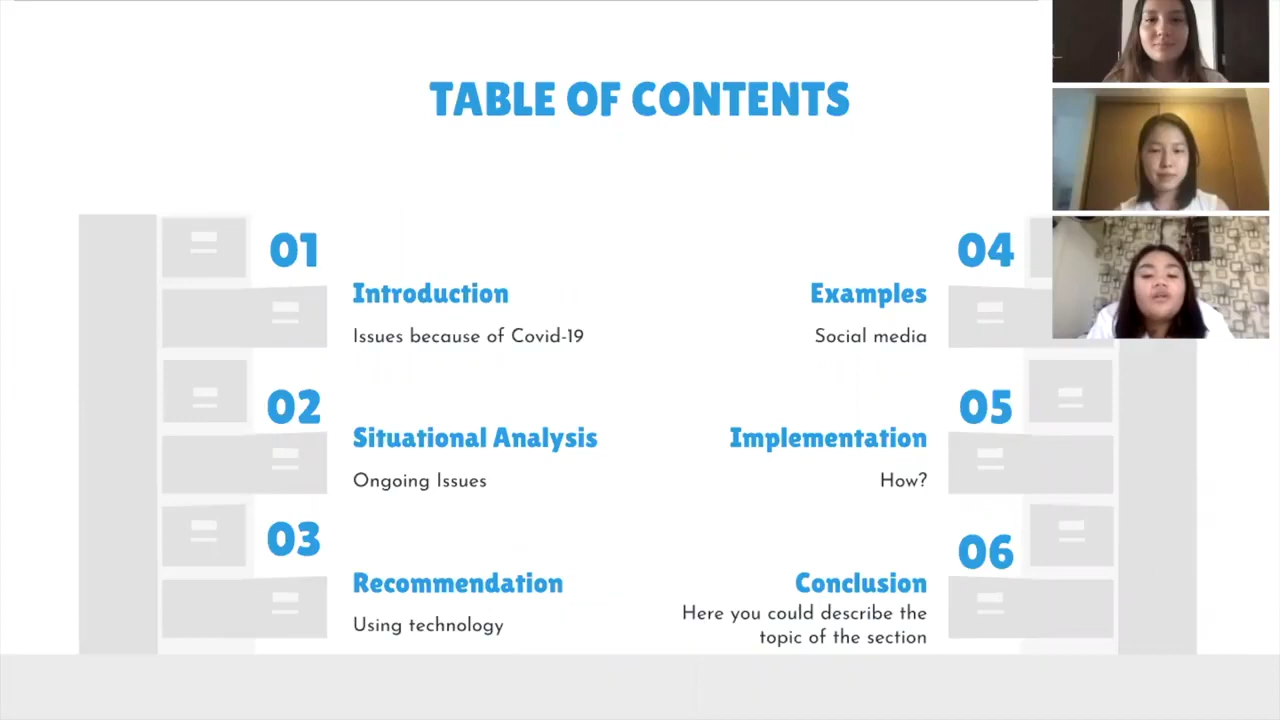 TABLE OF CONTENTS
01
Introduction
Issues because of Covid-19
02
Situational Analysis
Ongoing Issues
03
Recommendation
Using technology
04
Examples
Social media
05
Implementation
How?
06
Conclusion
Here you could describe the
topic of the section